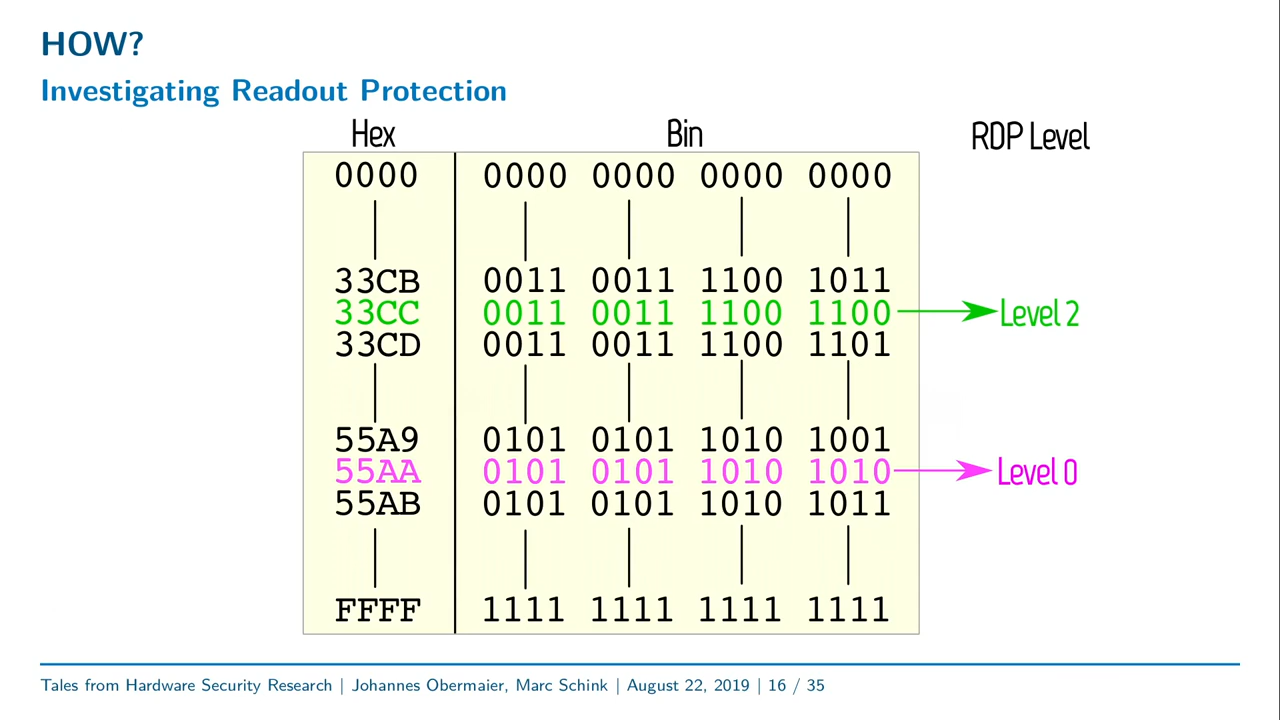 HOW?
Investigating Readout Protection
Hex Bin RDP Level
0000 0000 0000 0000 0000
33CB 0011 0011 1100 1011
33CC 0011 0011 1100 1100 Level 2
33CD 0011 0011 1100 1101
55A9 0101 0101 1010 1001
55AA 0101 0101 1010 1010 Level 0
55AB 0101 0101 1010 1011
FFFF 1111 1111 1111 1111
Tales from Hardware Security Research | Johannes Obermaier, Marc Schink | August 22, 2019 | 16 / 35